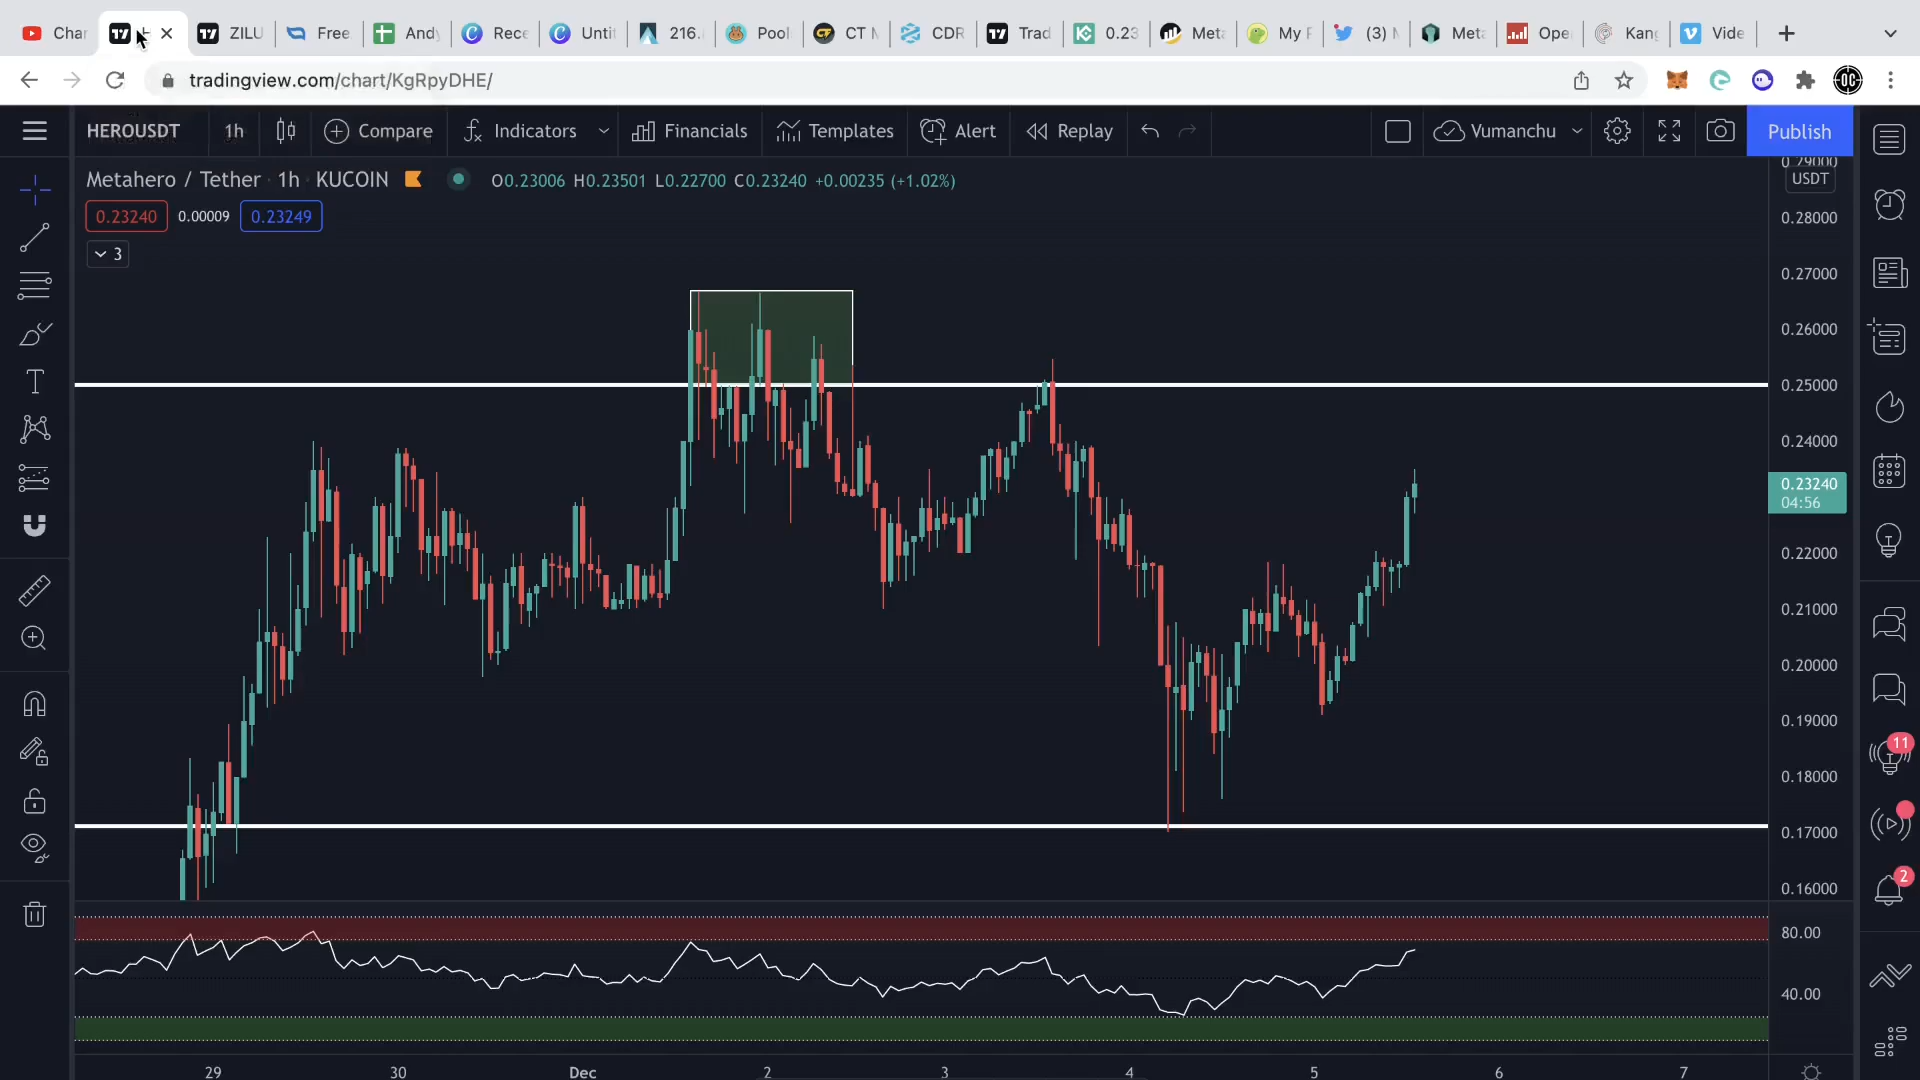 Char
ZILU
Free
Andy
Rece
Unti
216.
Pool
CT M
CDR
Trad
0.23
Meta
My F
(3) M
Meta
Ope
Kang
Vide
tradingview.com/chart/KgRpyDHE/
HEROUSDT 1h Compare Indicators Financials Templates Alert Replay Vumanchu Publish
Metahero / Tether · 1h · KUCOIN O0.23006 H0.23501 L0.22700 C0.23240 +0.00235 (+1.02%)
0.23240 0.00009 0.23249
3
0.29000
USDT
0.28000
0.27000
0.26000
0.25000
0.24000
0.23240
04:56
0.22000
0.21000
0.20000
0.19000
0.18000
0.17000
0.16000
80.00
40.00
11
2
29 30 Dec 2 3 4 5 6 7